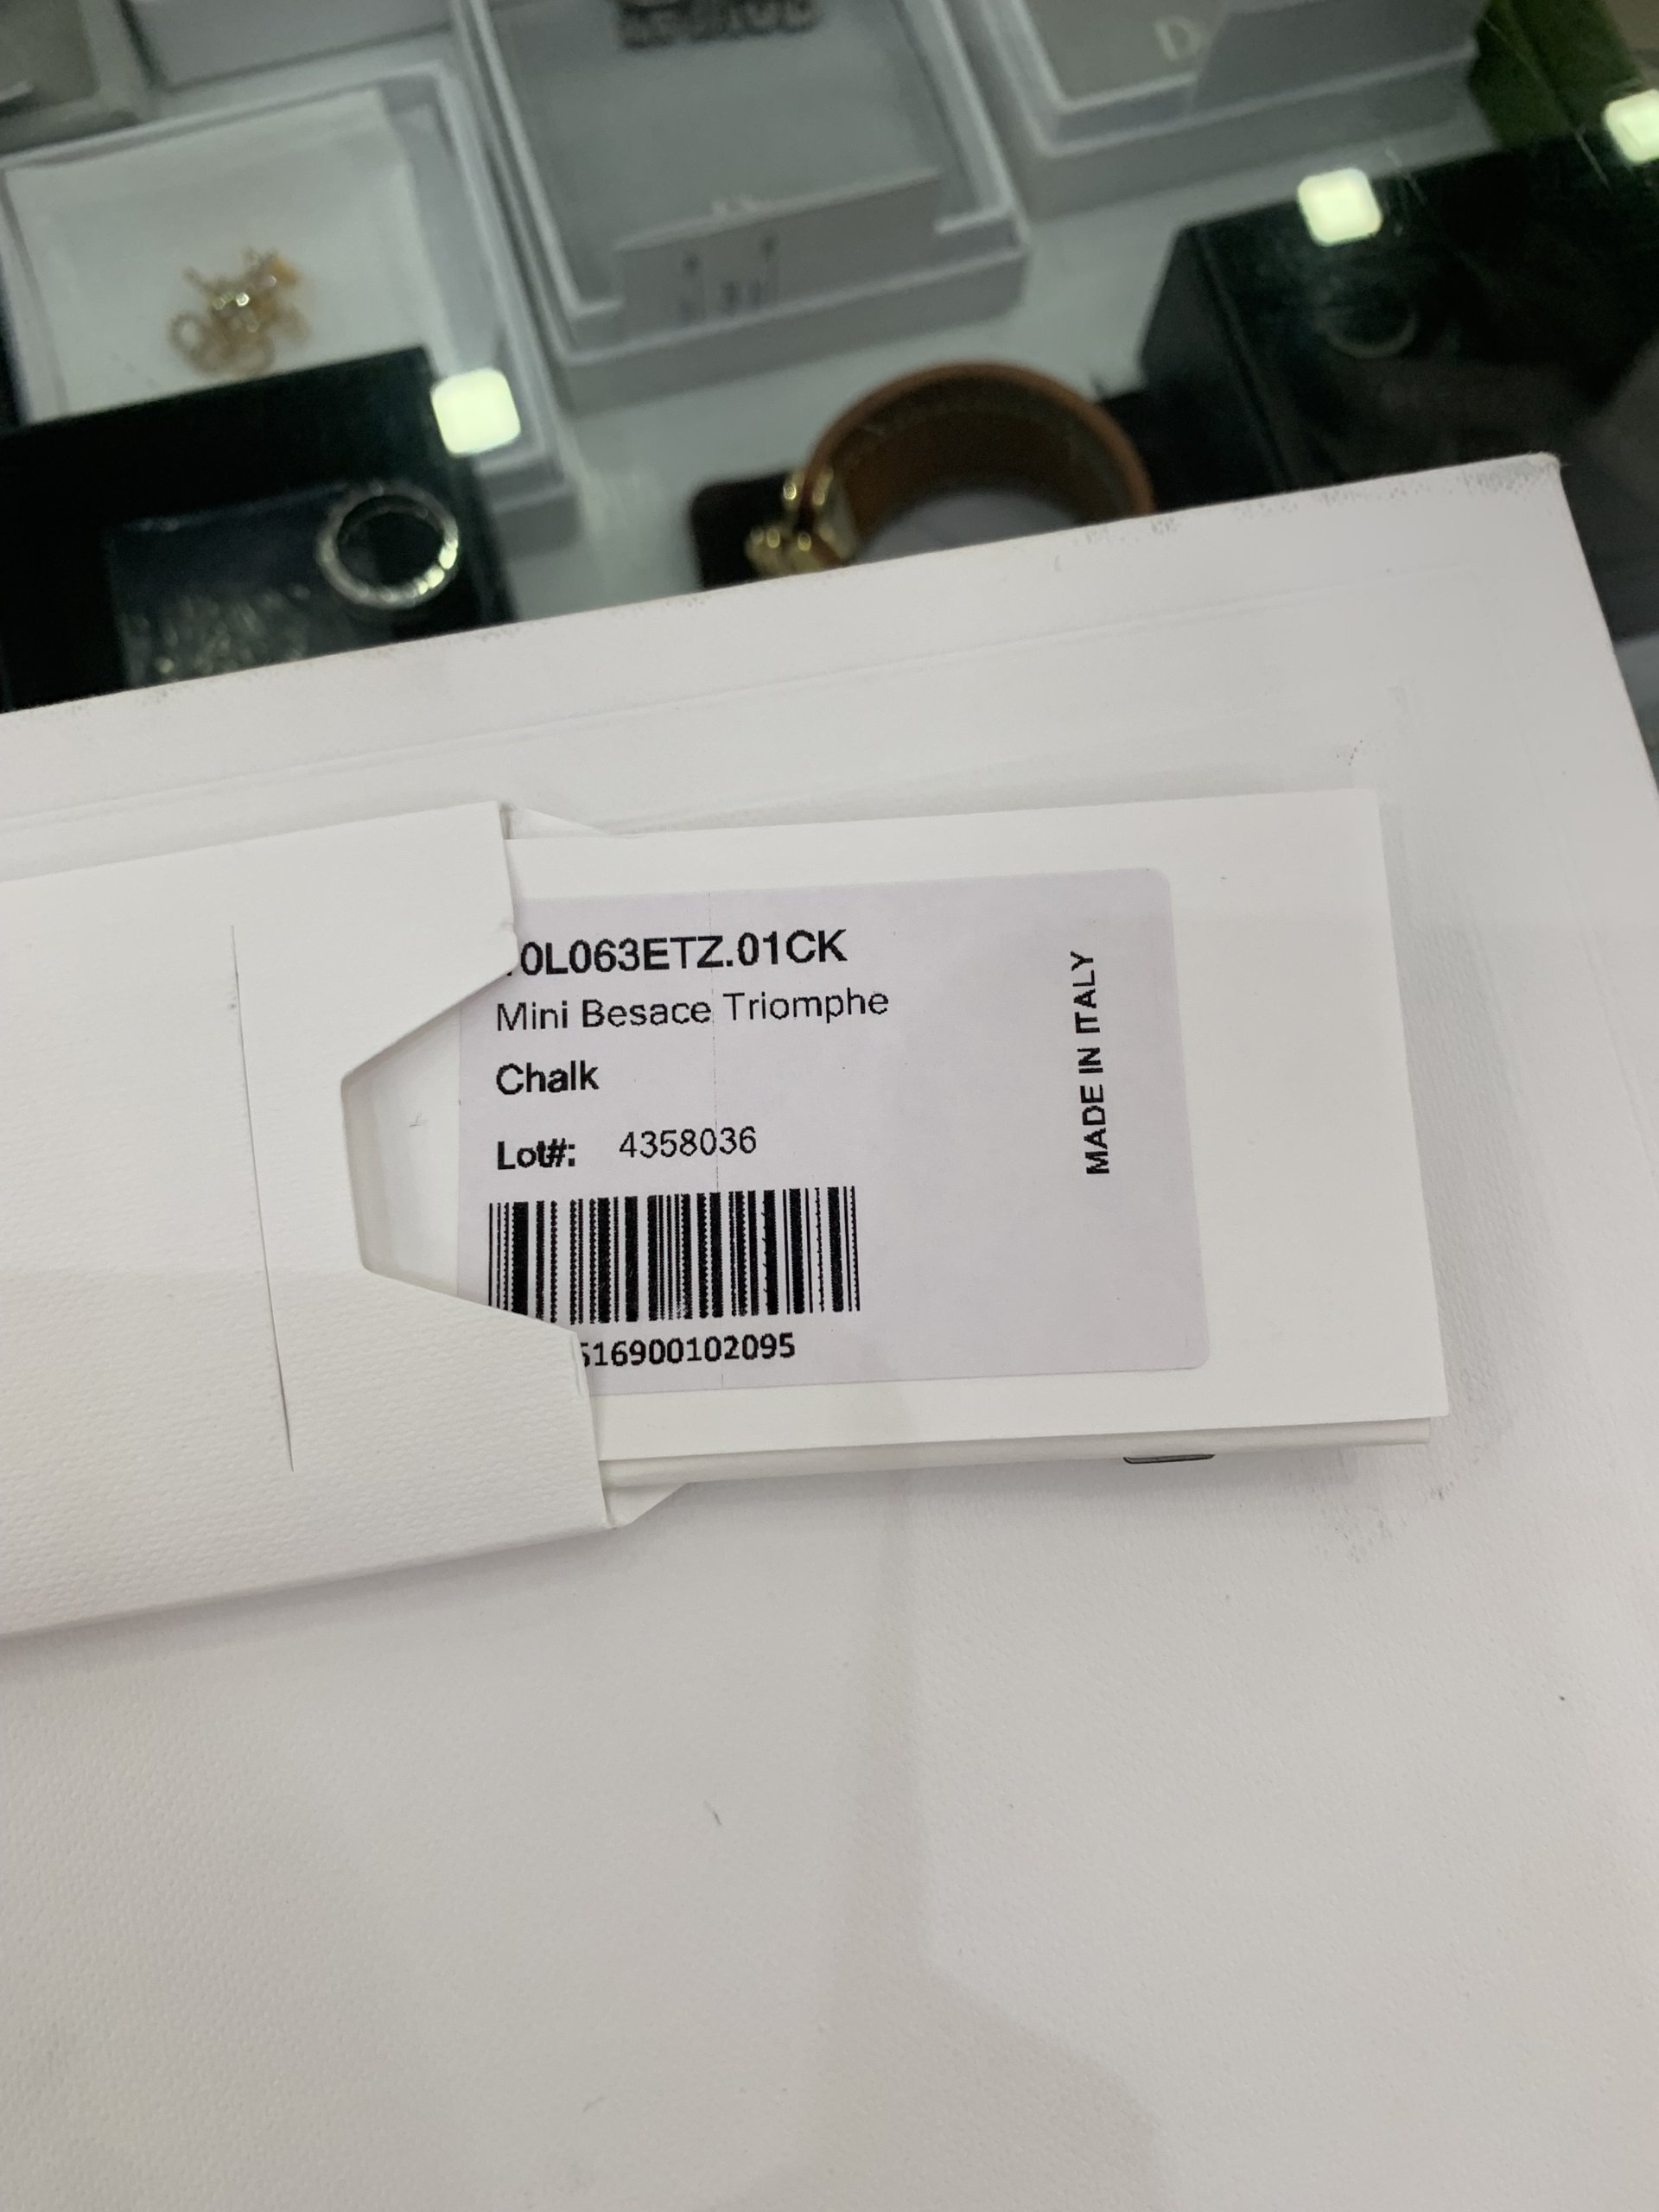 0L063ETZ.01CK
Mini Besace Triomphe
Chalk
Lot#: 4358036
516900102095
MADE IN ITALY